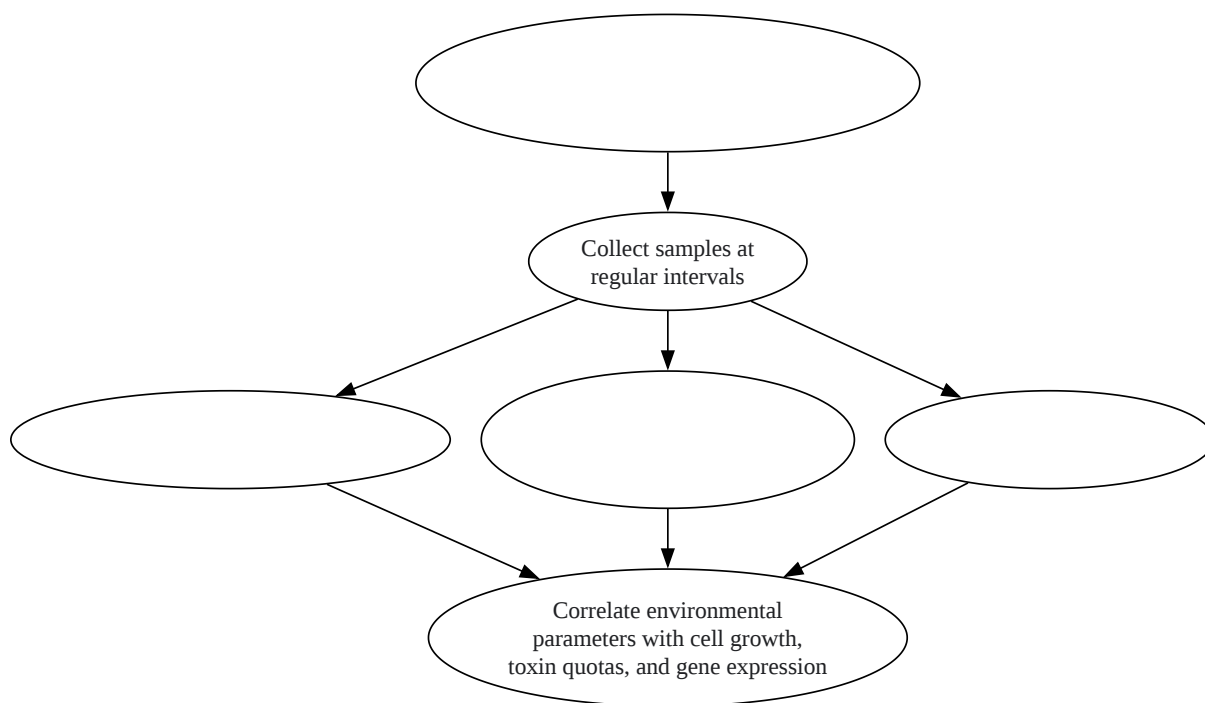 Collect samples at
regular intervals
Correlate environmental
parameters with cell growth,
toxin quotas, and gene expression